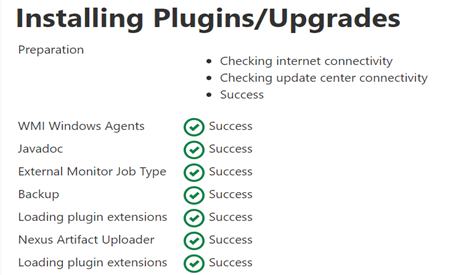 Installing Plugins/Upgrades
Preparation
Checking internet connectivity
Checking update center connectivity
Success
WMI Windows Agents Success
Javadoc Success
External Monitor Job Type Success
Backup Success
Loading plugin extensions Success
Nexus Artifact Uploader Success
Loading plugin extensions Success